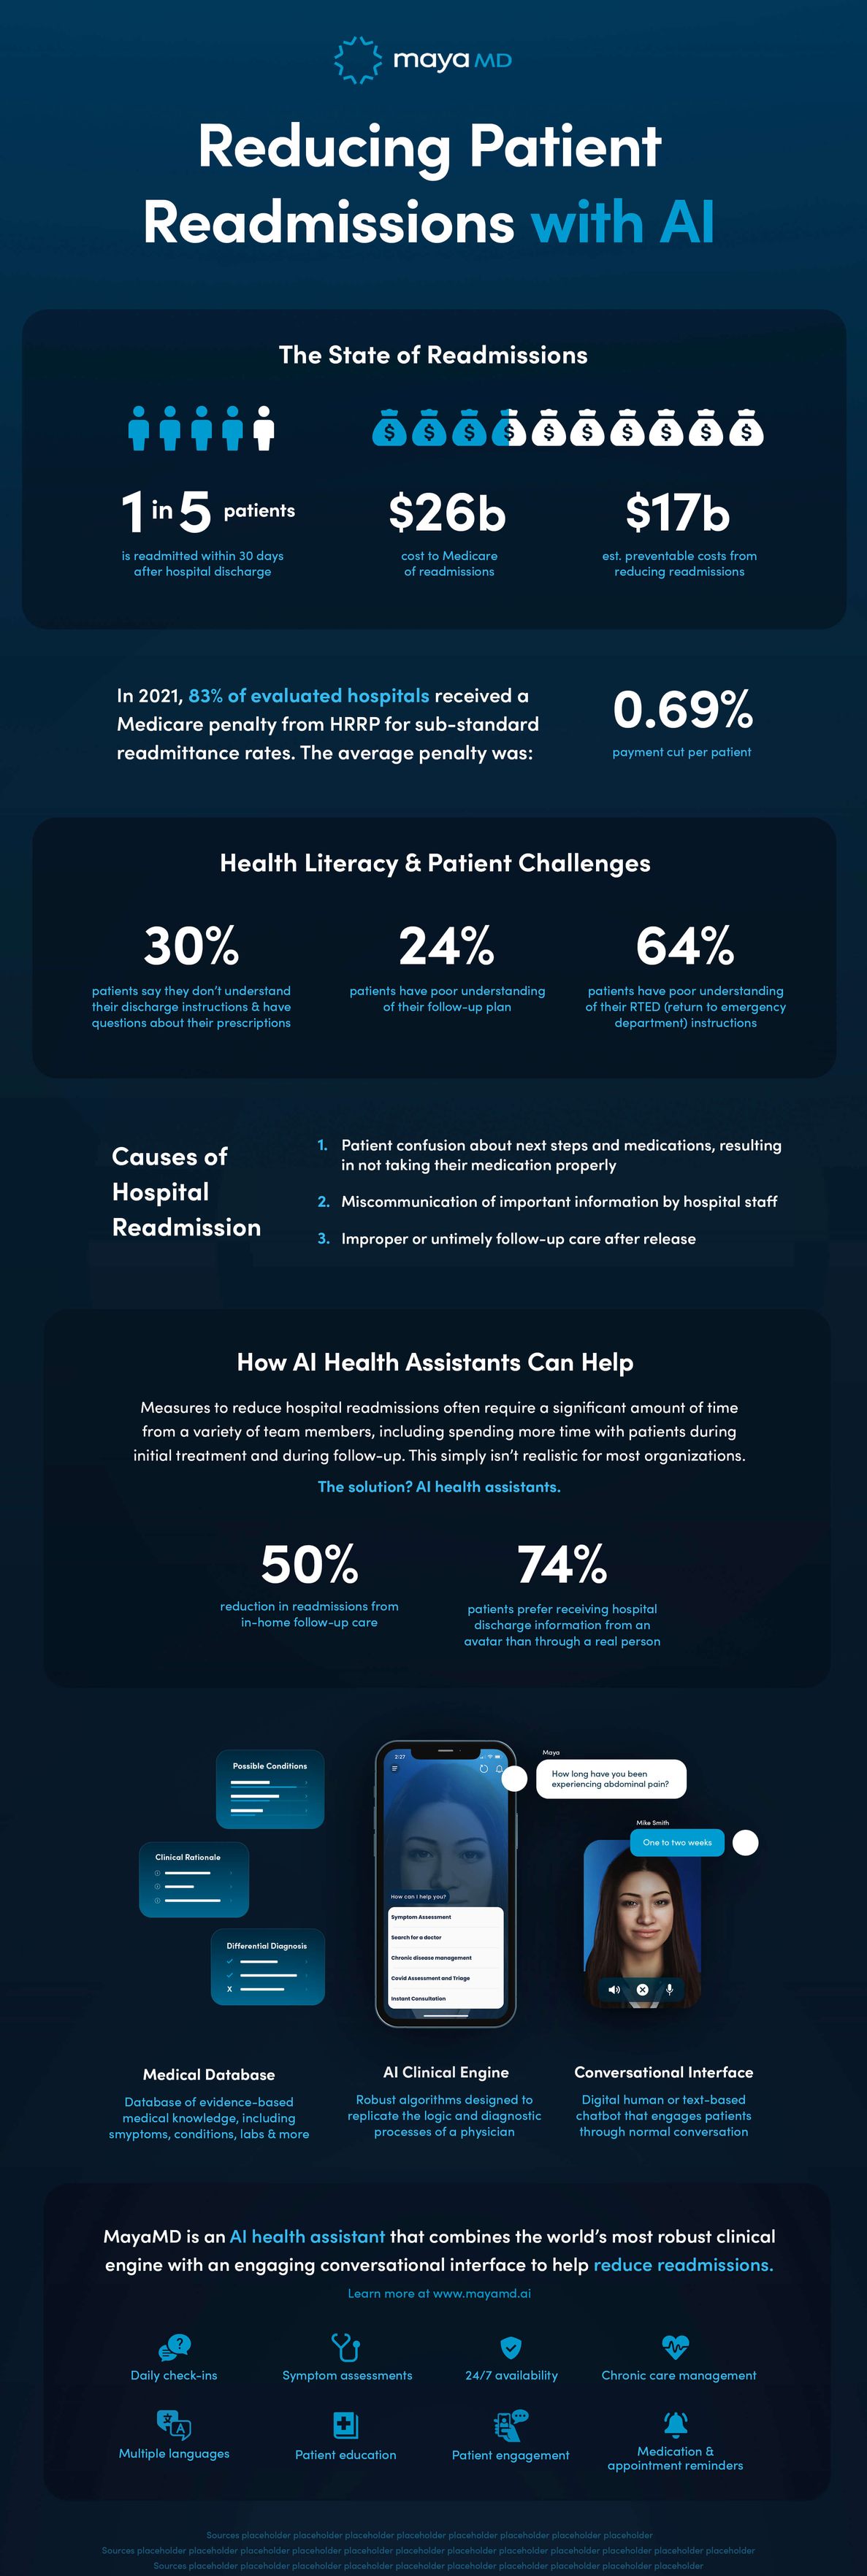 maya MD
Reducing Patient
Readmissions with AI
The State of Readmissions
$ $ $ $ $ $ $ $ $ $
1 in 5 patients
is readmitted within 30 days
after hospital discharge
$26b
cost to Medicare
of readmissions
$17b
est. preventable costs from
reducing readmissions
In 2021, 83% of evaluated hospitals received a
Medicare penalty from HRRP for sub-standard
readmittance rates. The average penalty was:
0.69%
payment cut per patient
Health Literacy & Patient Challenges
30%
patients say they don't understand
their discharge instructions & have
questions about their prescriptions
24%
patients have poor understanding
of their follow-up plan
64%
patients have poor understanding
of their RTED (return to emergency
department) instructions
Causes of
Hospital
Readmission
1. Patient confusion about next steps and medications, resulting
in not taking their medication properly
2. Miscommunication of important information by hospital staff
3. Improper or untimely follow-up care after release
How AI Health Assistants Can Help
Measures to reduce hospital readmissions often require a significant amount of time
from a variety of team members, including spending more time with patients during
initial treatment and during follow-up. This simply isn't realistic for most organizations.
The solution? AI health assistants.
50%
reduction in readmissions from
in-home follow-up care
74%
patients prefer receiving hospital
discharge information from an
avatar than through a real person
Possible Conditions
Clinical Rationale
Differential Diagnosis
X
2:27
How can I help you?
Symptom Assessment
Search for a doctor
Chronic disease management
Covid Assessment and Triage
Instant Consultation
Maya
How long have you been
experiencing abdominal pain?
Mike Smith
One to two weeks
Medical Database
Database of evidence-based
medical knowledge, including
smyptoms, conditions, labs & more
AI Clinical Engine
Robust algorithms designed to
replicate the logic and diagnostic
processes of a physician
Conversational Interface
Digital human or text-based
chatbot that engages patients
through normal conversation
MayaMD is an AI health assistant that combines the world's most robust clinical
engine with an engaging conversational interface to help reduce readmissions.
Learn more at www.mayamd.ai
?
Daily check-ins
Symptom assessments
24/7 availability
Chronic care management
A
Multiple languages
Patient education
Patient engagement
Medication &
appointment reminders
Sources placeholder placeholder placeholder placeholder placeholder placeholder placeholder placeholder
Sources placeholder placeholder placeholder placeholder placeholder placeholder placeholder placeholder placeholder placeholder placeholder placeholder
Sources placeholder placeholder placeholder placeholder placeholder placeholder placeholder placeholder placeholder placeholder